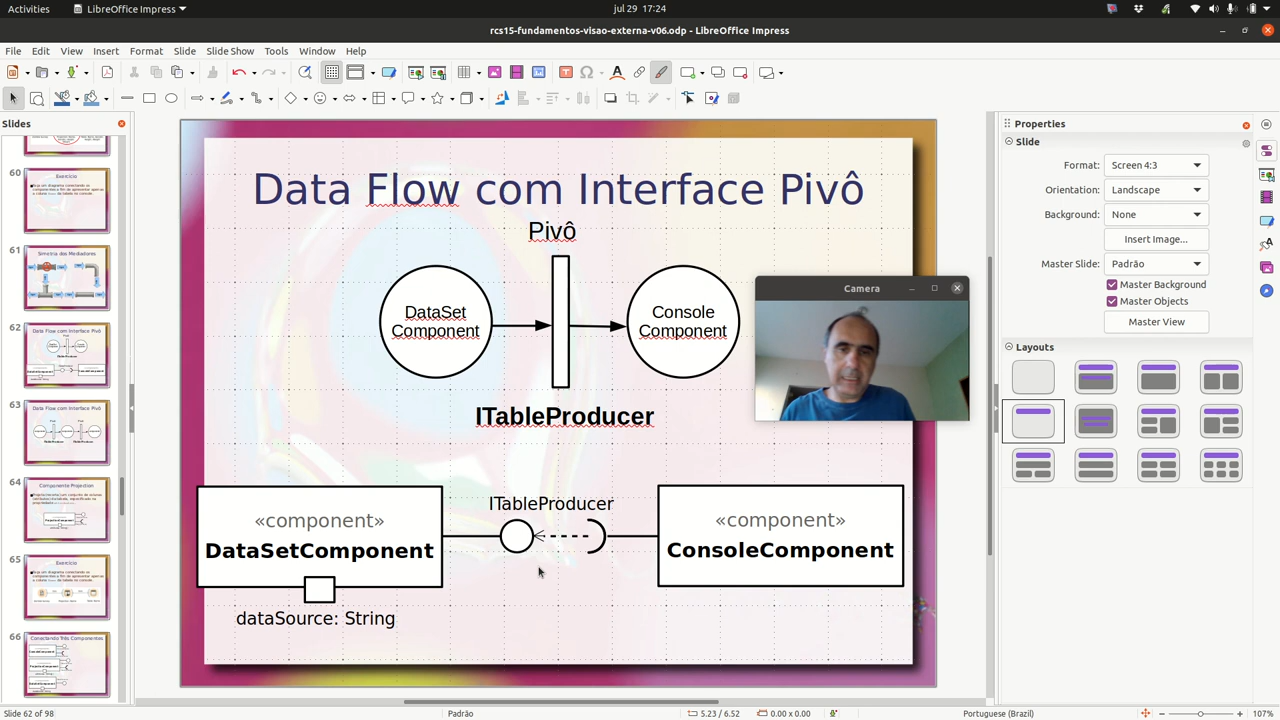 Activities
LibreOffice Impress
jul 29 17:24
rcs15-fundamentos-visao-externa-v06.odp - LibreOffice Impress
File Edit View Insert Format Slide Slide Show Tools Window Help
Slides
60
Exercício
61
Simetria dos Mediadores
62
Data Flow com Interface Pivô
63
Data Flow com Interface Pivô
64
Componente Projection
65
Exercício
66
Conectando Três Componentes
Data Flow com Interface Pivô
Pivô
DataSet
Component
Console
Component
ITableProducer
ITableProducer
«component»
DataSetComponent
«component»
ConsoleComponent
dataSource: String
Camera
Properties
Slide
Format: Screen 4:3
Orientation: Landscape
Background: None
Insert Image...
Master Slide: Padrão
Master Background
Master Objects
Master View
Layouts
Slide 62 of 98
Padrão
5.23 / 6.52
0.00 x 0.00
Portuguese (Brazil)
107%